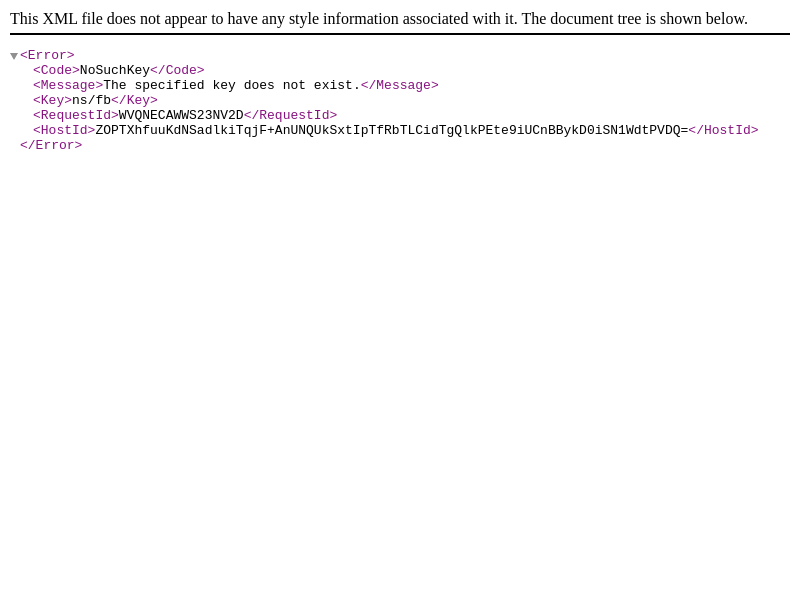 This XML file does not appear to have any style information associated with it. The document tree is shown below.
<Error>
<Code>NoSuchKey</Code>
<Message>The specified key does not exist.</Message>
<Key>ns/fb</Key>
<RequestId>WVQNECAWWS23NV2D</RequestId>
<HostId>ZOPTXhfuuKdNSadlkiTqjF+AnUNQUkSxtIpTfRbTLCidTgQlkPEte9iUCnBBykD0iSN1WdtPVDQ=</HostId>
</Error>